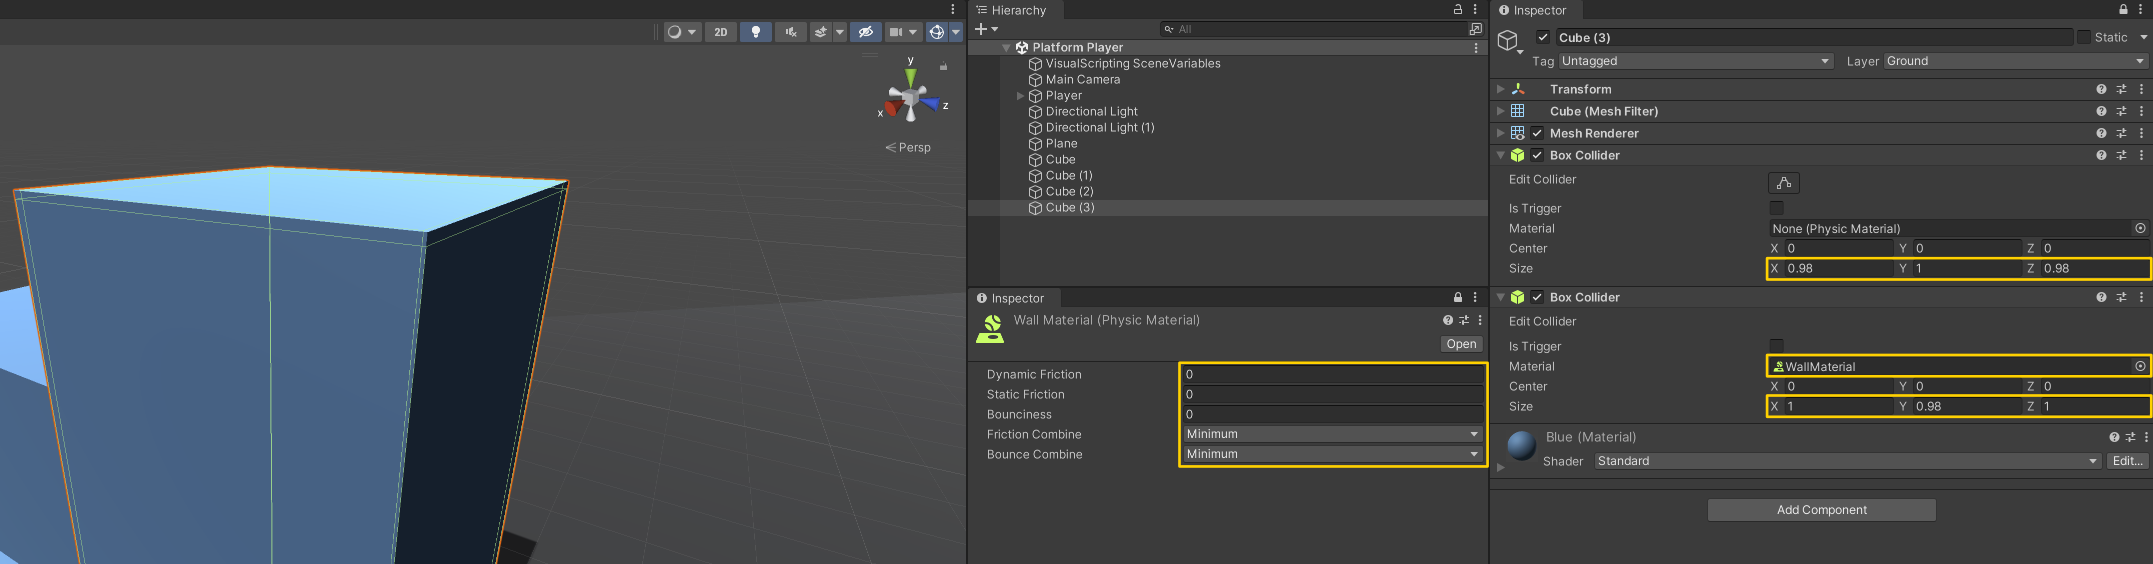 2D
y
x
z
Persp
Hierarchy
All
Platform Player
VisualScripting SceneVariables
Main Camera
Player
Directional Light
Directional Light (1)
Plane
Cube
Cube (1)
Cube (2)
Cube (3)
Inspector
Wall Material (Physic Material)
Open
Dynamic Friction 0
Static Friction 0
Bounciness 0
Friction Combine Minimum
Bounce Combine Minimum
Inspector
Cube (3) Static
Tag Untagged Layer Ground
Transform
Cube (Mesh Filter)
Mesh Renderer
Box Collider
Edit Collider
Is Trigger
Material None (Physic Material)
Center X 0 Y 0 Z 0
Size X 0.98 Y 1 Z 0.98
Box Collider
Edit Collider
Is Trigger
Material WallMaterial
Center X 0 Y 0 Z 0
Size X 1 Y 0.98 Z 1
Blue (Material)
Shader Standard Edit...
Add Component